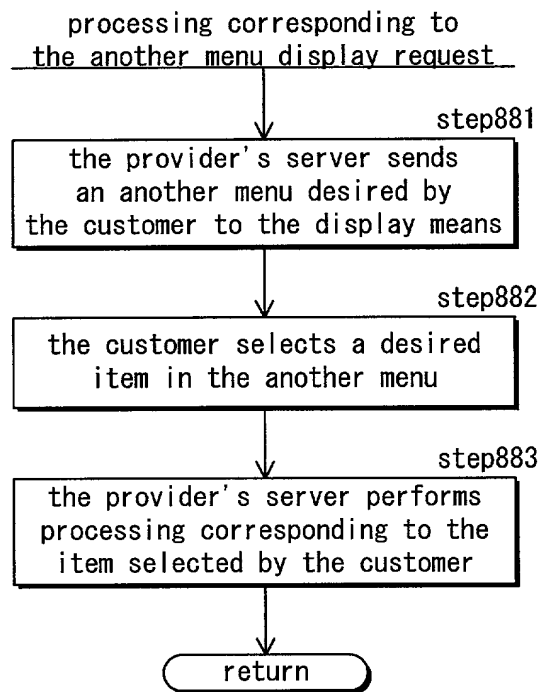 processing corresponding to
the another menu display request
step881
the provider's server sends
an another menu desired by
the customer to the display means
step882
the customer selects a desired
item in the another menu
step883
the provider's server performs
processing corresponding to the
item selected by the customer
return